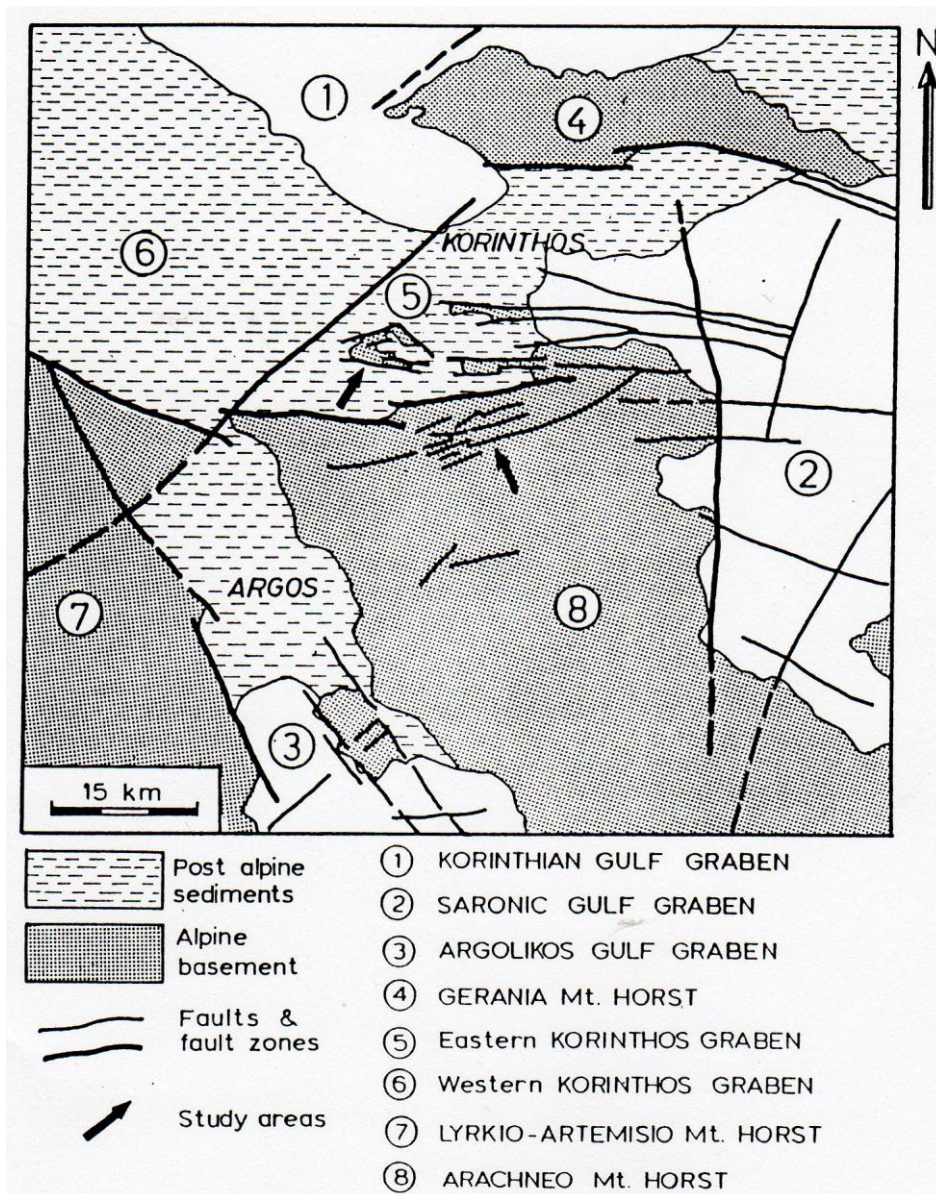 N
①
④
KORINTHOS
⑥
⑤
②
ARGOS
⑦
⑧
③
15 km
Post alpine
sediments
Alpine
basement
Faults &
fault zones
Study areas
① KORINTHIAN GULF GRABEN
② SARONIC GULF GRABEN
③ ARGOLIKOS GULF GRABEN
④ GERANIA Mt. HORST
⑤ Eastern KORINTHOS GRABEN
⑥ Western KORINTHOS GRABEN
⑦ LYRKIO-ARTEMISIO Mt. HORST
⑧ ARACHNEO Mt. HORST